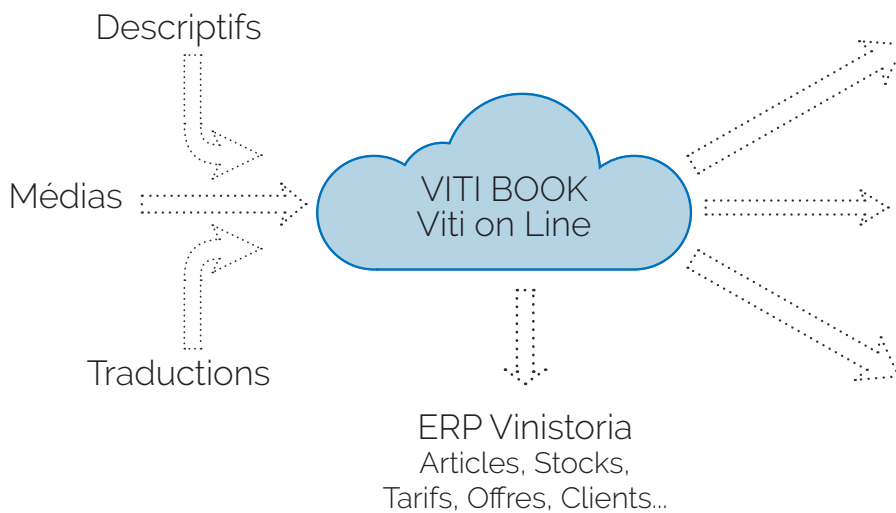 Descriptifs
Médias
VITI BOOK
Viti on Line
Traductions
ERP Vinistoria
Articles, Stocks,
Tarifs, Offres, Clients...